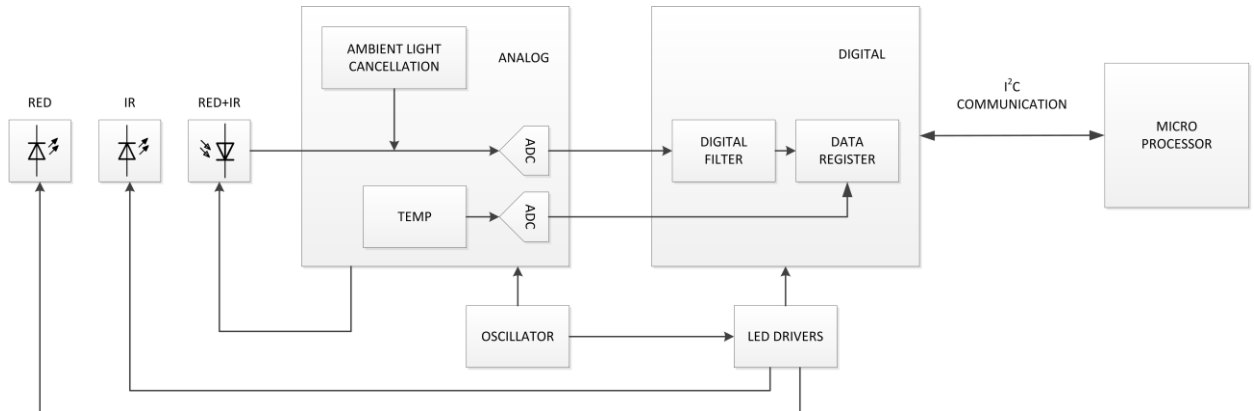 AMBIENT LIGHT
CANCELLATION
ANALOG
DIGITAL
RED
IR
RED+IR
ADC
DIGITAL
FILTER
DATA
REGISTER
I²C
COMMUNICATION
MICRO
PROCESSOR
TEMP
ADC
OSCILLATOR
LED DRIVERS